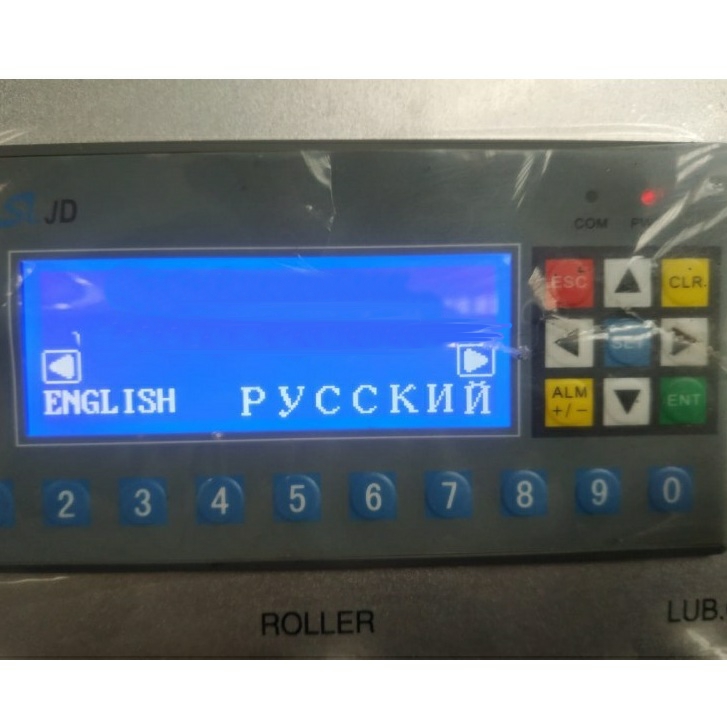 JD
COM
ESC
CLR.
SET
ENGLISH РУССКИЙ
ALM
+/-
ENT
2 3 4 5 6 7 8 9 0
ROLLER
LUB.